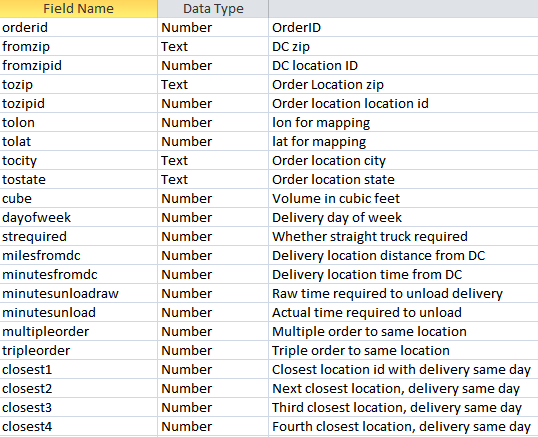 Field Name Data Type
orderid Number OrderID
fromzip Text DC zip
fromzipid Number DC location ID
tozip Text Order Location zip
tozipid Number Order location location id
tolon Number lon for mapping
tolat Number lat for mapping
tocity Text Order location city
tostate Text Order location state
cube Number Volume in cubic feet
dayofweek Number Delivery day of week
strequired Number Whether straight truck required
milesfromdc Number Delivery location distance from DC
minutesfromdc Number Delivery location time from DC
minutesunloadraw Number Raw time required to unload delivery
minutesunload Number Actual time required to unload
multipleorder Number Multiple order to same location
tripleorder Number Triple order to same location
closest1 Number Closest location id with delivery same day
closest2 Number Next closest location, delivery same day
closest3 Number Third closest location, delivery same day
closest4 Number Fourth closest location, delivery same day